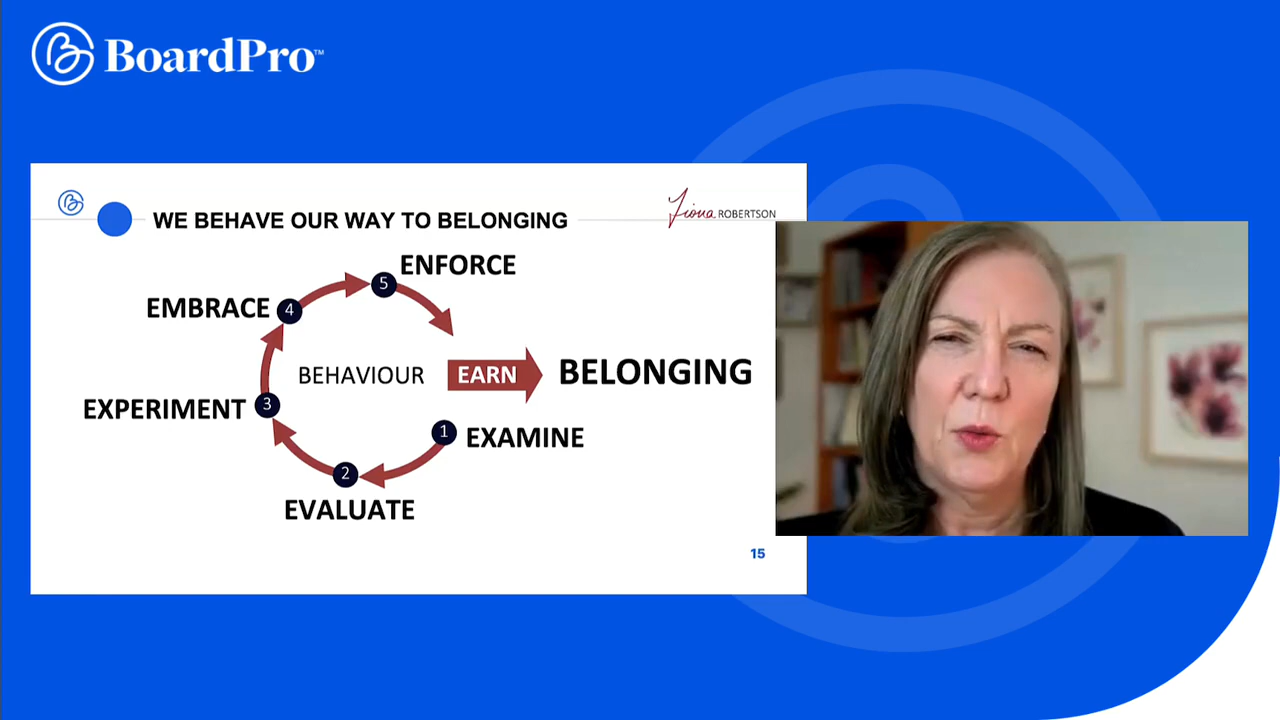 BoardPro™
WE BEHAVE OUR WAY TO BELONGING
Fiona ROBERTSON
ENFORCE
5
EMBRACE
4
BEHAVIOUR
EARN
BELONGING
EXPERIMENT
3
1
EXAMINE
2
EVALUATE
15